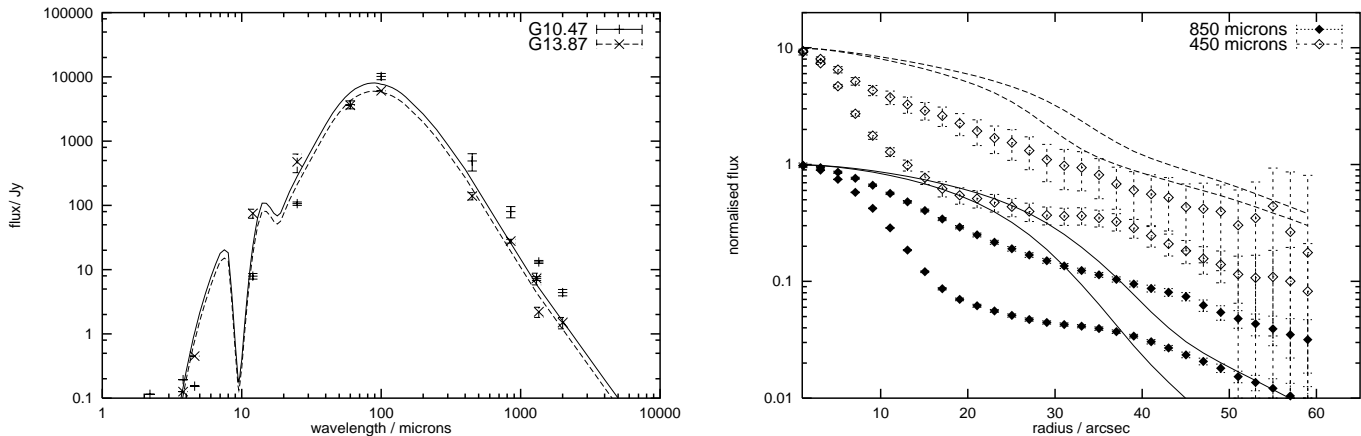 100000
10000
1000
100
10
1
0.1
flux/ Jy
1 10 100 1000 10000
wavelength / microns
G10.47
G13.87
10
1
0.1
0.01
normalised flux
10 20 30 40 50 60
radius / arcsec
850 microns
450 microns